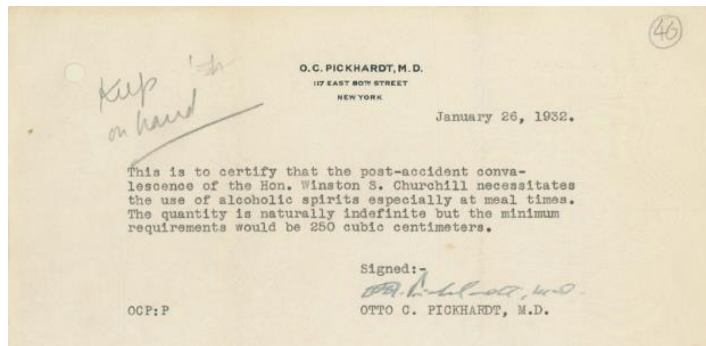 46
O.C. PICKHARDT, M.D.
117 EAST 80TH STREET
NEW YORK
Keep
on hand
January 26, 1932.
This is to certify that the post-accident conva-
lescence of the Hon. Winston S. Churchill necessitates
the use of alcoholic spirits especially at meal times.
The quantity is naturally indefinite but the minimum
requirements would be 250 cubic centimeters.
Signed:-
OCP:P
OTTO C. PICKHARDT, M.D.